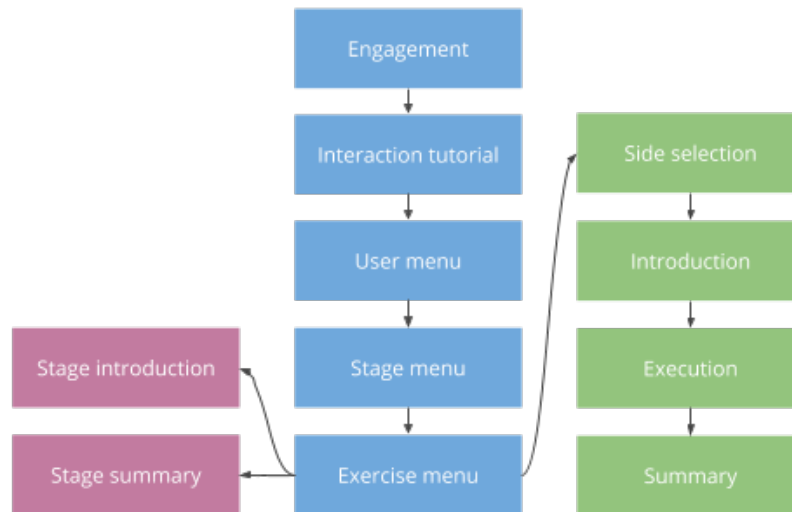 Engagement
Interaction tutorial
Side selection
User menu
Introduction
Stage introduction
Stage menu
Execution
Stage summary
Exercise menu
Summary